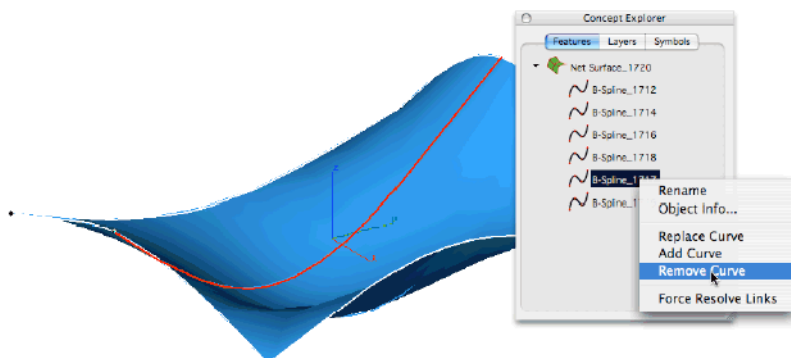 Concept Explorer
Features Layers Symbols
Net Surface_1720
B-Spline_1712
B-Spline_1714
B-Spline_1716
B-Spline_1718
Rename
Object Info...
Replace Curve
Add Curve
Remove Curve
Force Resolve Links
z